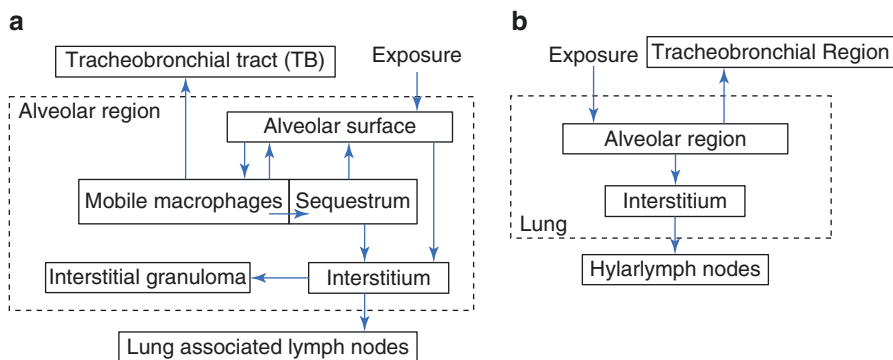 a
Tracheobronchial tract (TB)
Exposure
Alveolar region
Alveolar surface
Mobile macrophages
Sequestrum
Interstitial granuloma
Interstitium
Lung associated lymph nodes
b
Exposure
Tracheobronchial Region
Alveolar region
Interstitium
Lung
Hylarlymph nodes